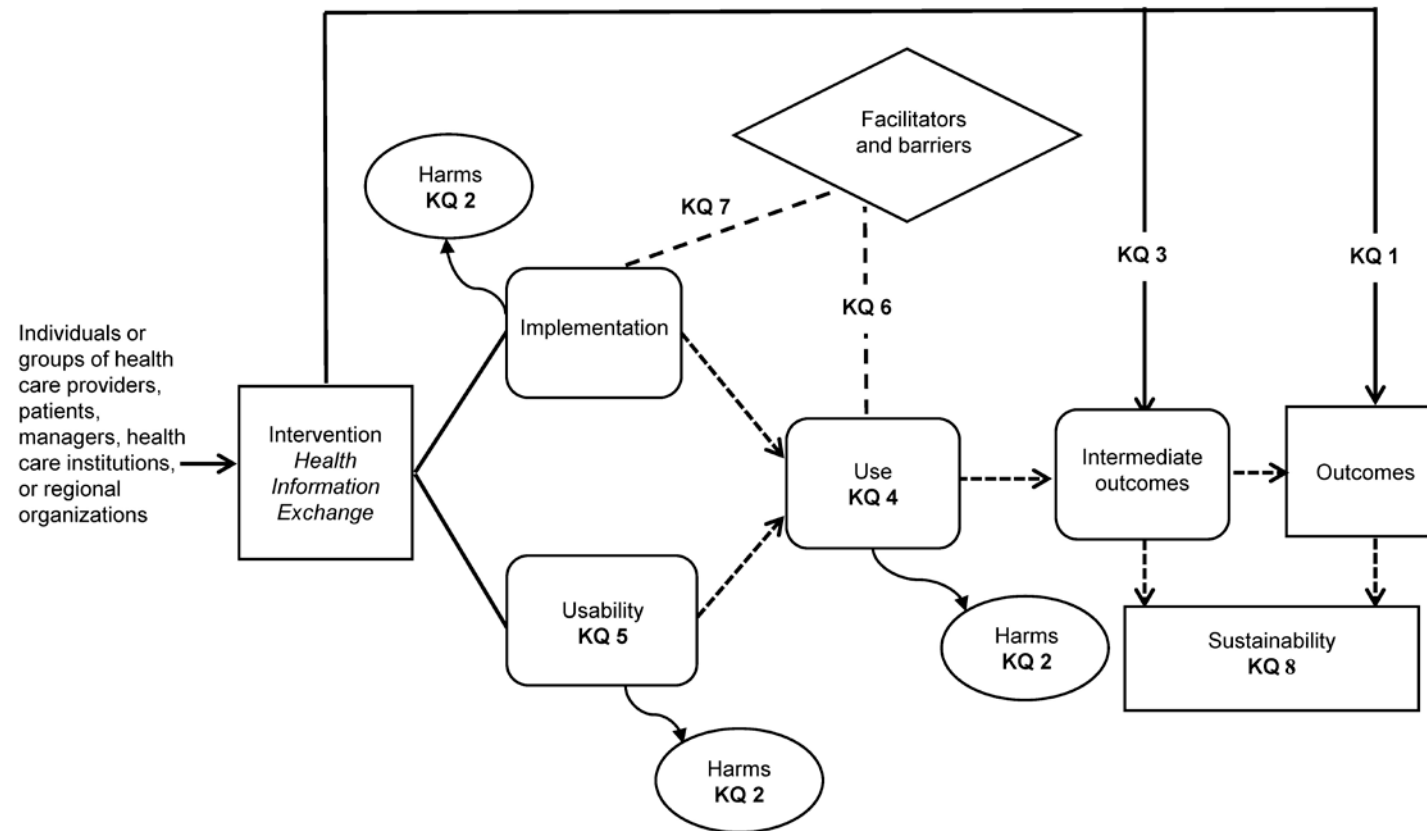 Individuals or
groups of health
care providers,
patients,
managers, health
care institutions,
or regional
organizations
Intervention
Health
Information
Exchange
Harms
KQ 2
Implementation
Usability
KQ 5
Harms
KQ 2
KQ 7
Facilitators
and barriers
KQ 6
Use
KQ 4
Harms
KQ 2
KQ 3
Intermediate
outcomes
KQ 1
Outcomes
Sustainability
KQ 8